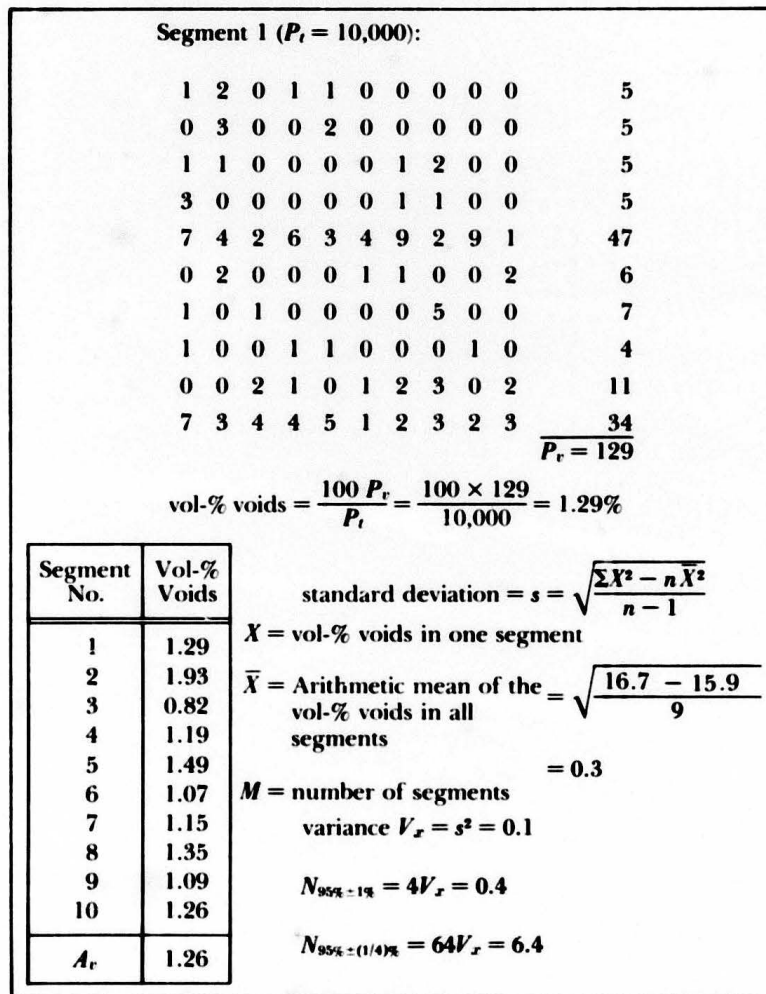 Segment 1 (Pₜ = 10,000):
1 2 0 1 1 0 0 0 0 0 5
0 3 0 0 2 0 0 0 0 0 5
1 1 0 0 0 0 1 2 0 0 5
3 0 0 0 0 0 1 1 0 0 5
7 4 2 6 3 4 9 2 9 1 47
0 2 0 0 0 1 1 0 0 2 6
1 0 1 0 0 0 0 5 0 0 7
1 0 0 1 1 0 0 0 1 0 4
0 0 2 1 0 1 2 3 0 2 11
7 3 4 4 5 1 2 3 2 3 34
Pᵥ = 129
vol-% voids = 100 Pᵥ / Pₜ = 100 × 129 / 10,000 = 1.29%
Segment No. Vol-% Voids
1 1.29
2 1.93
3 0.82
4 1.19
5 1.49
6 1.07
7 1.15
8 1.35
9 1.09
10 1.26
Aᵥ 1.26
standard deviation = s = √((ΣX² − n X̄²) / (n − 1))
X = vol-% voids in one segment
X̄ = Arithmetic mean of the
vol-% voids in all
segments
= √((16.7 − 15.9) / 9)
= 0.3
M = number of segments
variance Vₓ = s² = 0.1
N95% ± 1% = 4Vₓ = 0.4
N95% ± (1/4)% = 64Vₓ = 6.4